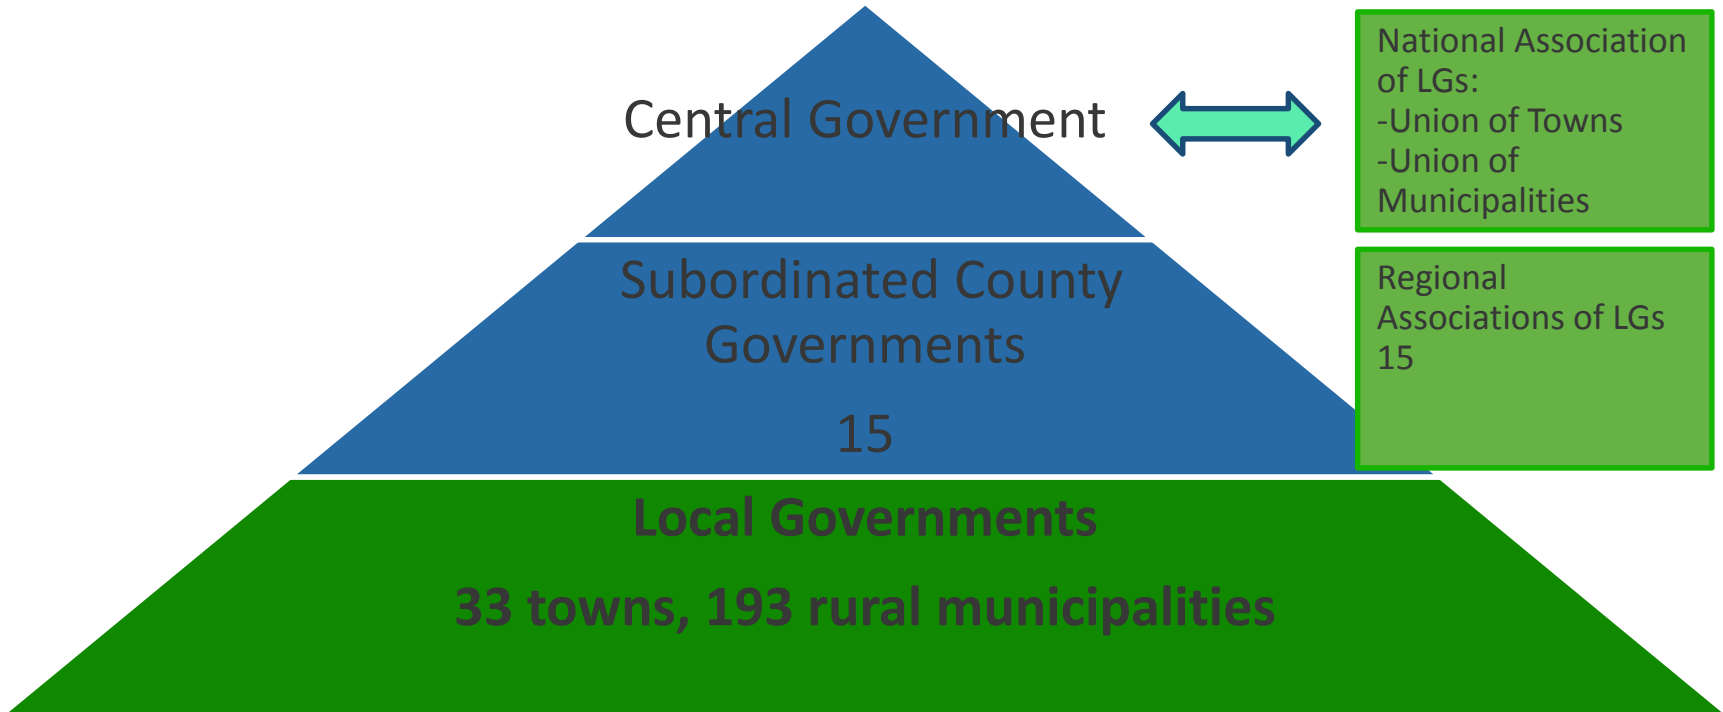 Central Government
Subordinated County
Governments
15
Local Governments
33 towns, 193 rural municipalities
National Association
of LGs:
-Union of Towns
-Union of
Municipalities
Regional
Associations of LGs
15